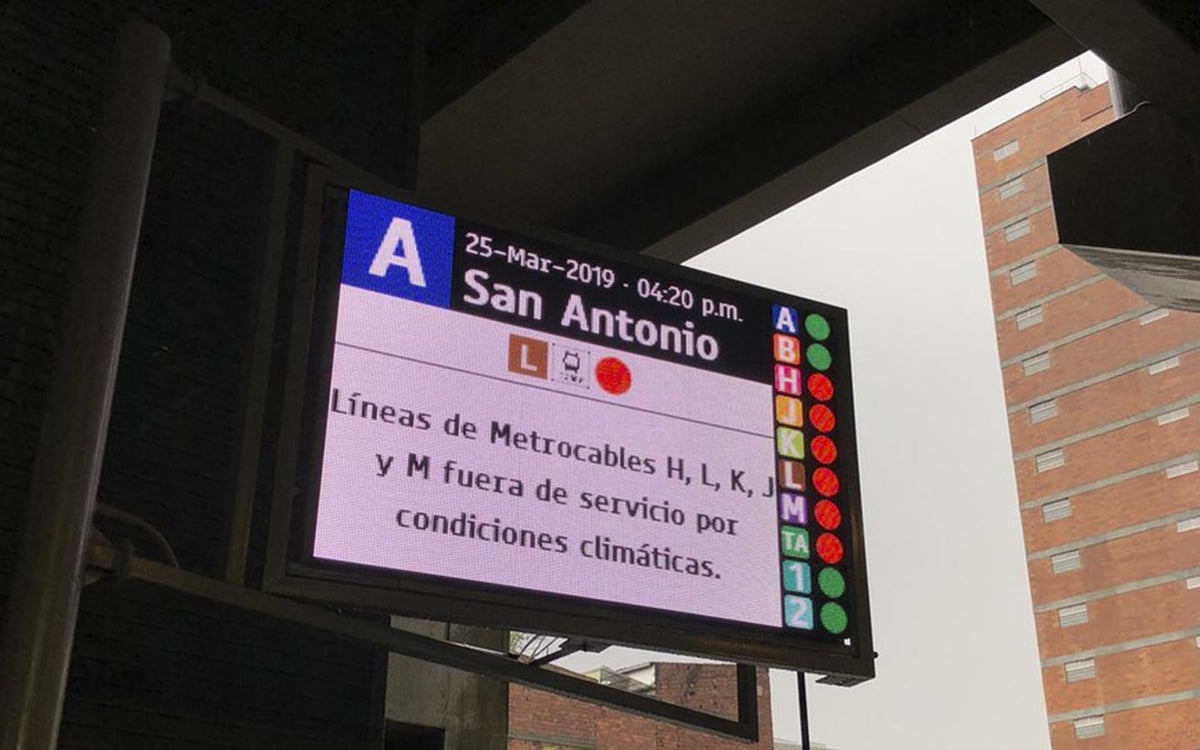 A
25-Mar-2019 · 04:20 p.m.
San Antonio
L
Líneas de Metrocables H, L, K, J
y M fuera de servicio por
condiciones climáticas.
A
B
H
J
K
L
M
TA
1
2